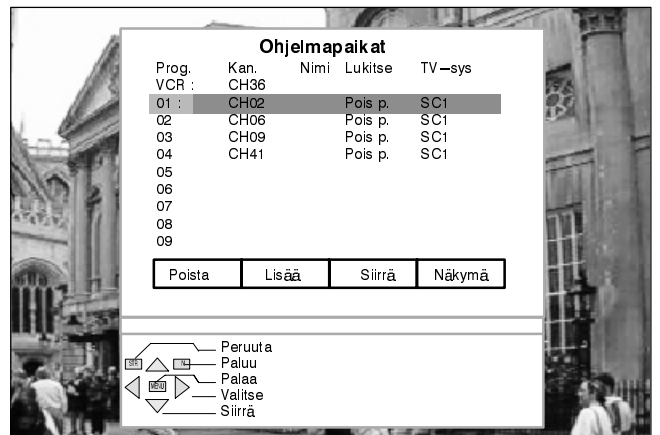 Ohjelmapaikat
Prog. Kan. Nimi Lukitse TV-sys
VCR : CH36
01 : CH02 Pois p. SC1
02 CH06 Pois p. SC1
03 CH09 Pois p. SC1
04 CH41 Pois p. SC1
05
06
07
08
09
Poista Lisää Siirrä Näkymä
Peruuta
STR N Paluu
Palaa
MENU Valitse
Siirrä